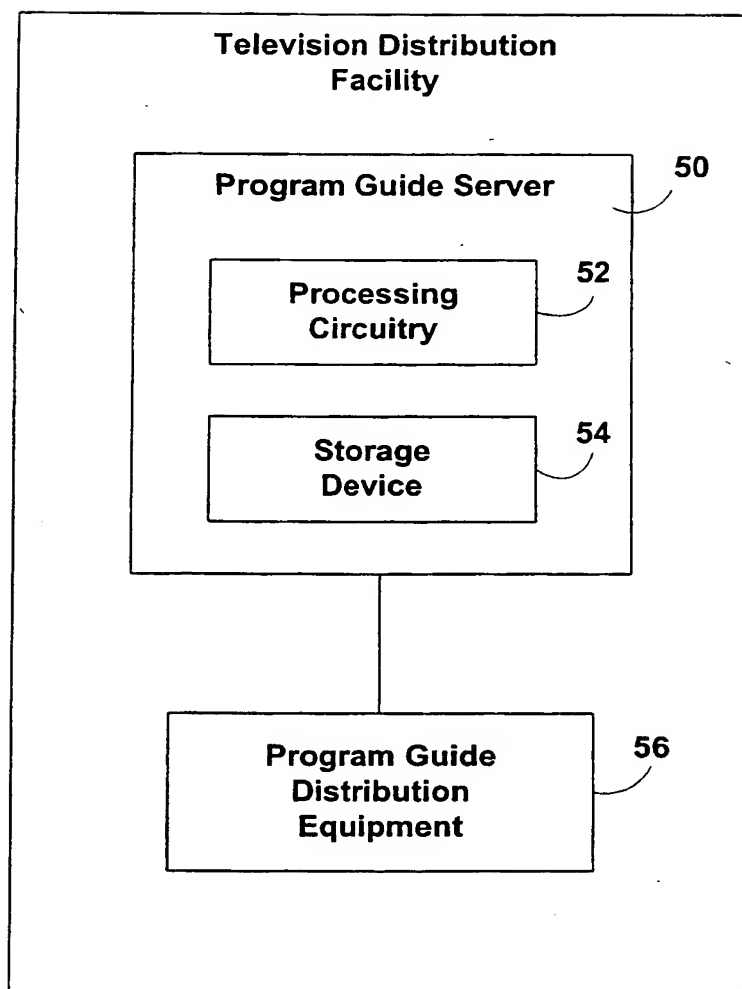 Television Distribution
Facility
Program Guide Server
50
Processing
Circuitry
52
Storage
Device
54
Program Guide
Distribution
Equipment
56